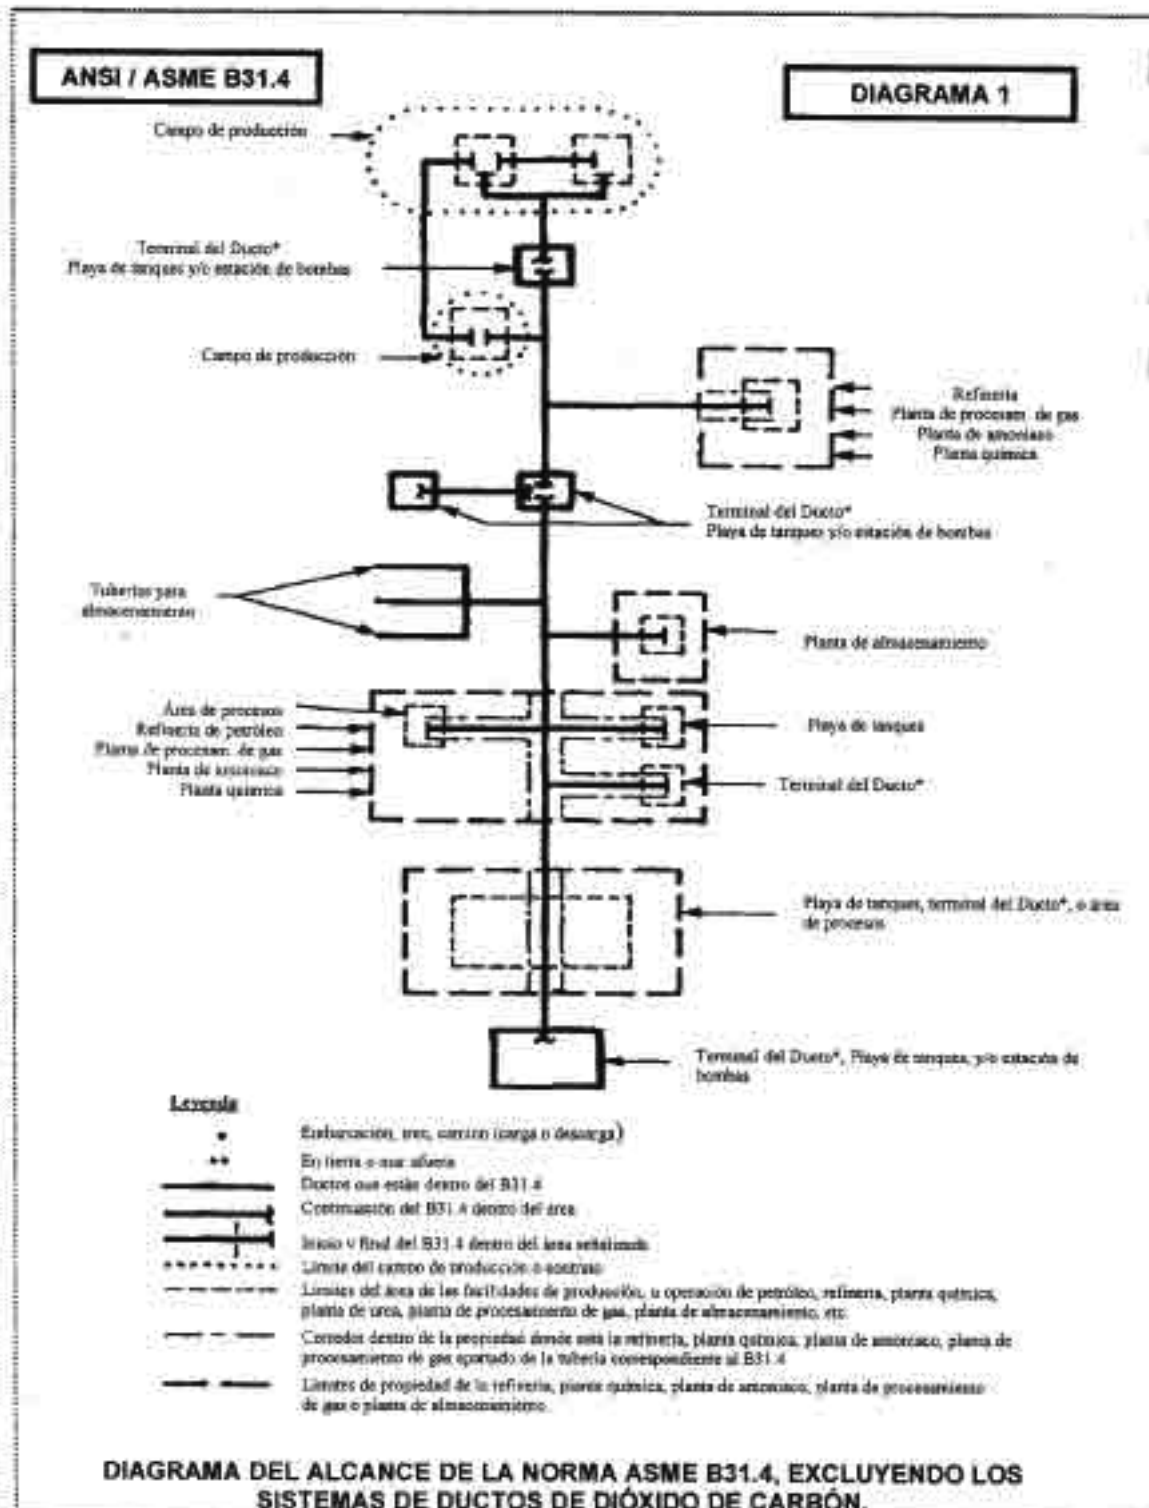 ANSI / ASME B31.4
DIAGRAMA 1
Campo de producción
Terminal del Ducto*
Playa de tanques y/o estación de bombas
Campo de producción
Refinería
Planta de procesam. de gas
Planta de amoniaco
Planta química
Terminal del Ducto*
Playa de tanques y/o estación de bombas
Tuberías para
almacenamiento
Planta de almacenamiento
Área de procesos
Refinería de petróleo
Planta de procesam. de gas
Planta de amoniaco
Planta química
Playa de tanques
Terminal del Ducto*
Playa de tanques, terminal del Ducto*, o área
de procesos
Terminal del Ducto*, Playa de tanques, y/o estación de
bombas
Leyenda
Embarcación, tren, camión (carga o descarga)
En tierra o mar afuera
Ductos que están dentro del B31.4
Continuación del B31.4 dentro del área
Inicio y final del B31.4 dentro del área señalizada
Límite del campo de producción o contrato
Límites del área de las facilidades de producción, u operación de petróleo, refinería, planta química,
planta de urea, planta de procesamiento de gas, planta de almacenamiento, etc.
Corredor dentro de la propiedad donde está la refinería, planta química, planta de amoniaco, planta de
procesamiento de gas apartado de la tubería correspondiente al B31.4
Límites de propiedad de la refinería, planta química, planta de amoniaco, planta de procesamiento
de gas o planta de almacenamiento.
DIAGRAMA DEL ALCANCE DE LA NORMA ASME B31.4, EXCLUYENDO LOS
SISTEMAS DE DUCTOS DE DIÓXIDO DE CARBÓN.